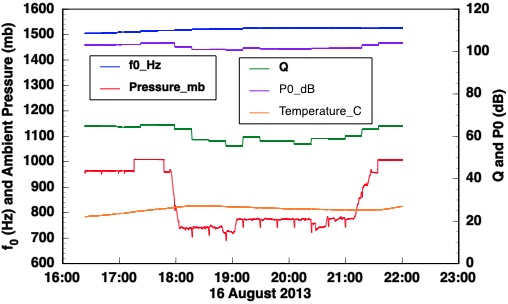 1600
1500
1400
1300
1200
1100
1000
900
800
700
600
f0 (Hz) and Ambient Pressure (mb)
f0_Hz
Pressure_mb
Q
P0_dB
Temperature_C
120
100
80
60
40
20
0
Q and P0 (dB)
16:00 17:00 18:00 19:00 20:00 21:00 22:00 23:00
16 August 2013